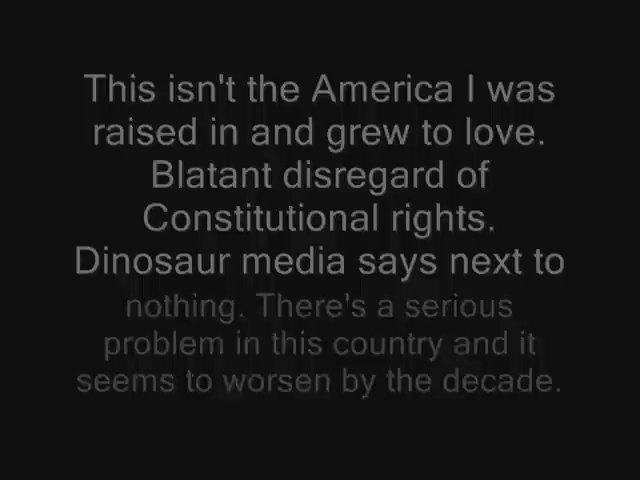 This isn't the America I was
raised in and grew to love.
Blatant disregard of
Constitutional rights.
Dinosaur media says next to
nothing. There's a serious
problem in this country and it
seems to worsen by the decade.